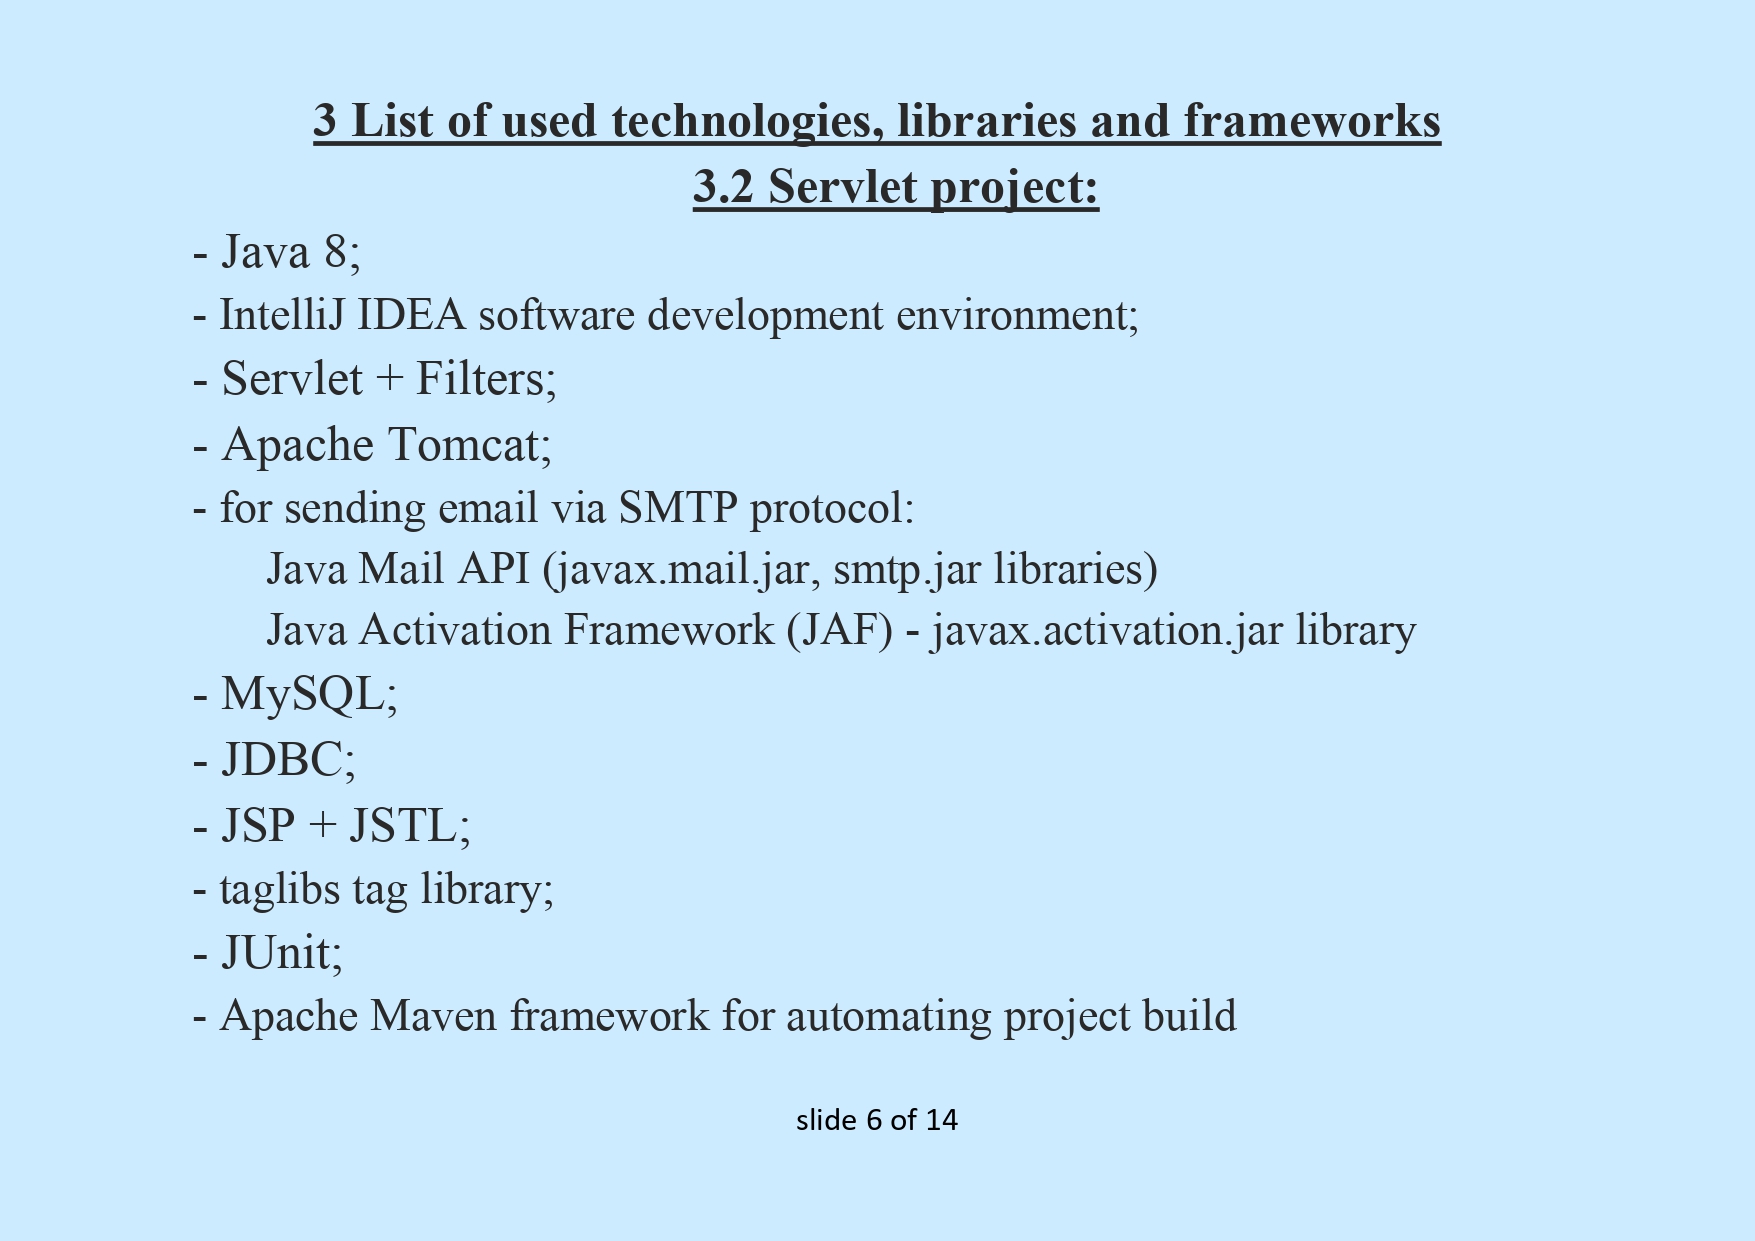 3 List of used technologies, libraries and frameworks
3.2 Servlet project:
- Java 8;
- IntelliJ IDEA software development environment;
- Servlet + Filters;
- Apache Tomcat;
- for sending email via SMTP protocol:
Java Mail API (javax.mail.jar, smtp.jar libraries)
Java Activation Framework (JAF) - javax.activation.jar library
- MySQL;
- JDBC;
- JSP + JSTL;
- taglibs tag library;
- JUnit;
- Apache Maven framework for automating project build
slide 6 of 14